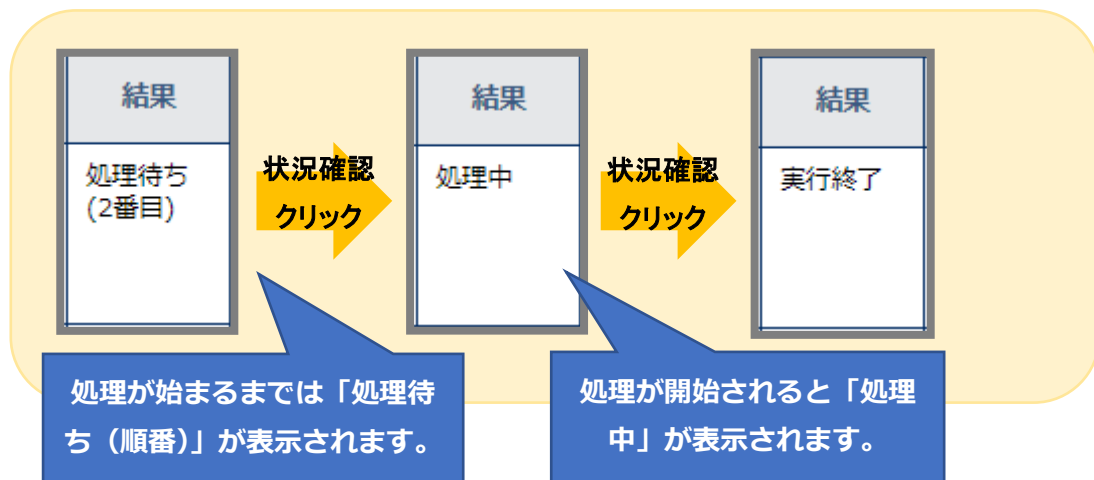 結果
処理待ち
(2番目)
状況確認
クリック
結果
処理中
状況確認
クリック
結果
実行終了
処理が始まるまでは「処理待
ち（順番）」が表示されます。
処理が開始されると「処理
中」が表示されます。